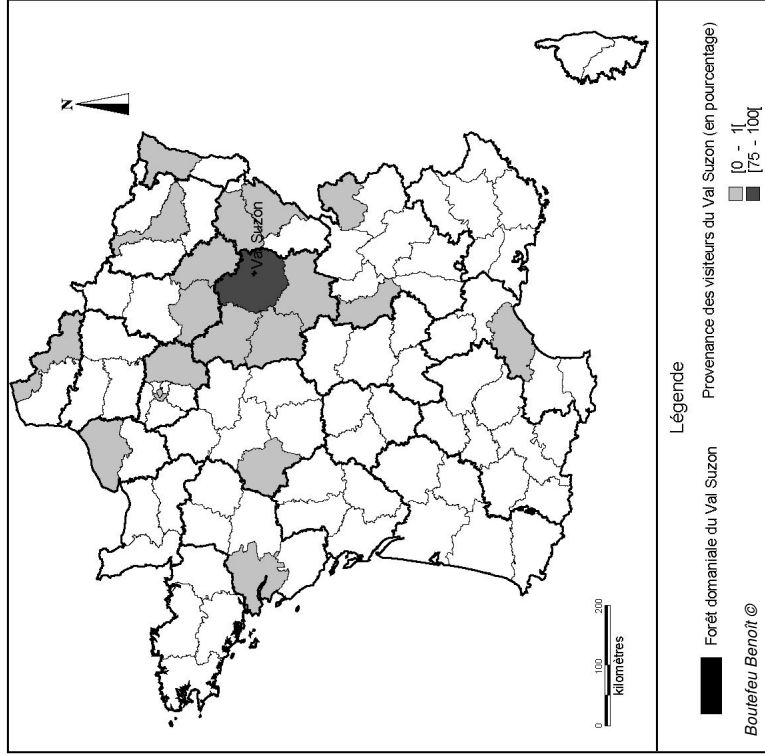 N
Val Suzon
0 100 200
kilomètres
Légende
Forêt domaniale du Val Suzon
Provenance des visiteurs du Val Suzon (en pourcentage)
[0 - 1[
[75 - 100[
Boutefeu Benoît ©